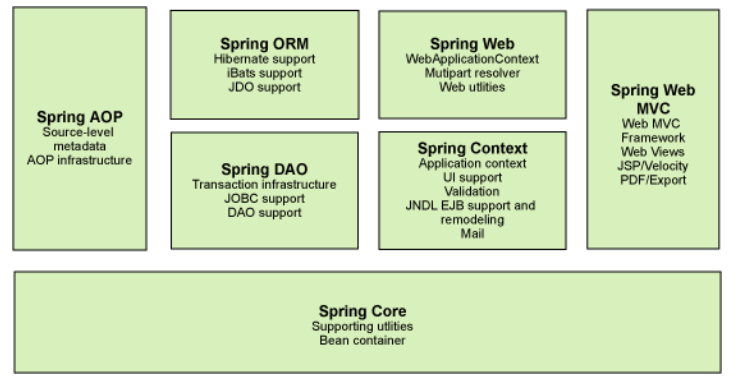 Spring AOP
Source-level
metadata
AOP infrastructure
Spring ORM
Hibernate support
iBats support
JDO support
Spring DAO
Transaction infrastructure
JOBC support
DAO support
Spring Web
WebApplicationContext
Mutipart resolver
Web utlities
Spring Context
Application context
UI support
Validation
JNDL EJB support and
remodeling
Mail
Spring Web
MVC
Web MVC
Framework
Web Views
JSP/Velocity
PDF/Export
Spring Core
Supporting utlities
Bean container